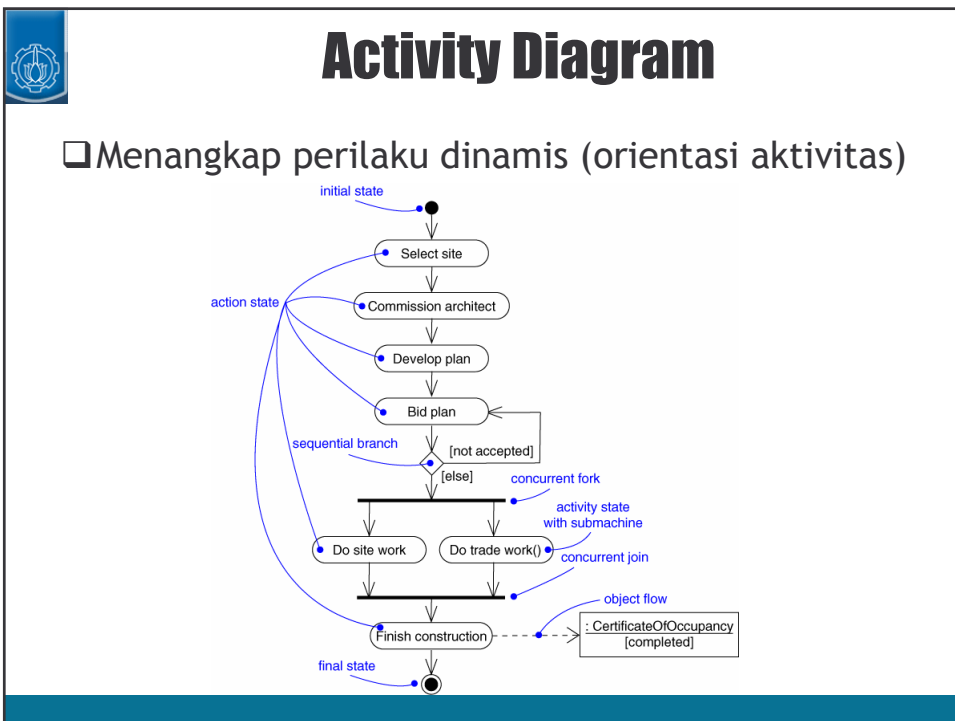 Activity Diagram
❑Menangkap perilaku dinamis (orientasi aktivitas)
initial state
Select site
action state
Commission architect
Develop plan
Bid plan
sequential branch
[not accepted]
[else]
concurrent fork
activity state
with submachine
Do site work
Do trade work()
concurrent join
object flow
: CertificateOfOccupancy
[completed]
Finish construction
final state